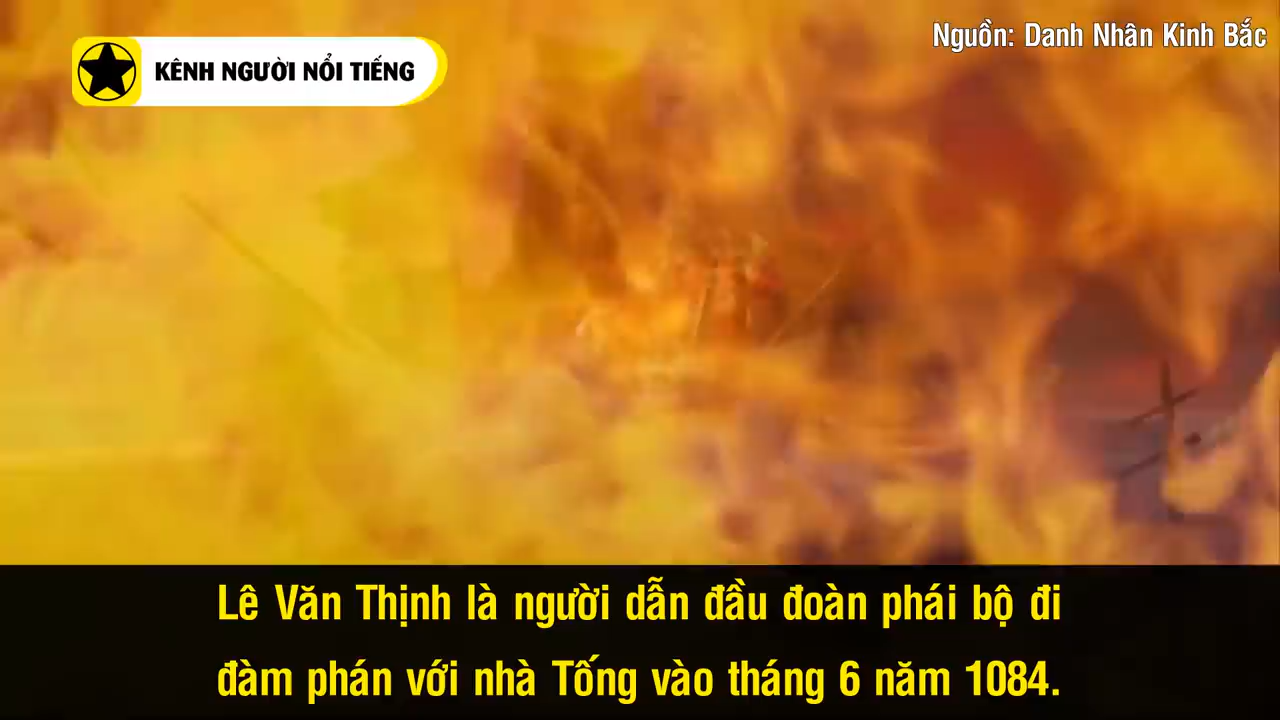 Nguồn: Danh Nhân Kinh Bắc
KÊNH NGƯỜI NỔI TIẾNG
Lê Văn Thịnh là người dẫn đầu đoàn phái bộ đi
đàm phán với nhà Tống vào tháng 6 năm 1084.